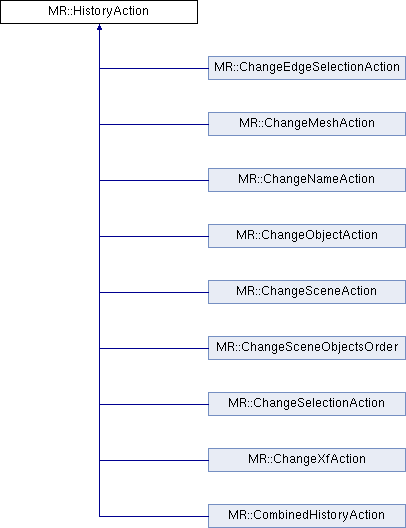 MR::HistoryAction
MR::ChangeEdgeSelectionAction
MR::ChangeMeshAction
MR::ChangeNameAction
MR::ChangeObjectAction
MR::ChangeSceneAction
MR::ChangeSceneObjectsOrder
MR::ChangeSelectionAction
MR::ChangeXfAction
MR::CombinedHistoryAction